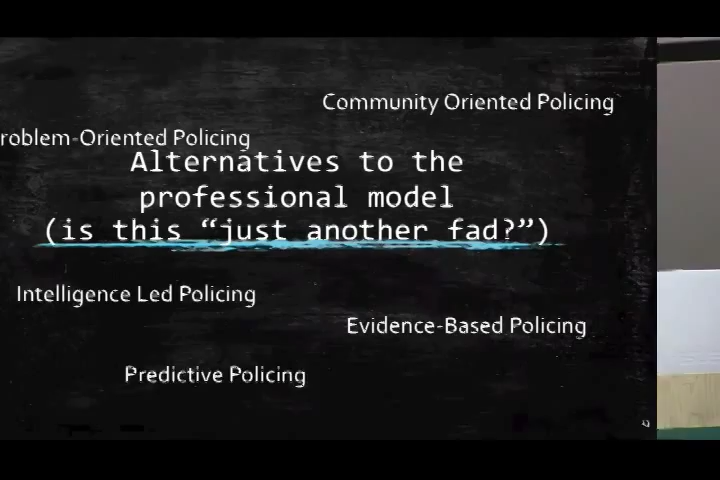 Community Oriented Policing
roblem-Oriented Policing
Alternatives to the
professional model
(is this “just another fad?”)
Intelligence Led Policing
Evidence-Based Policing
Predictive Policing